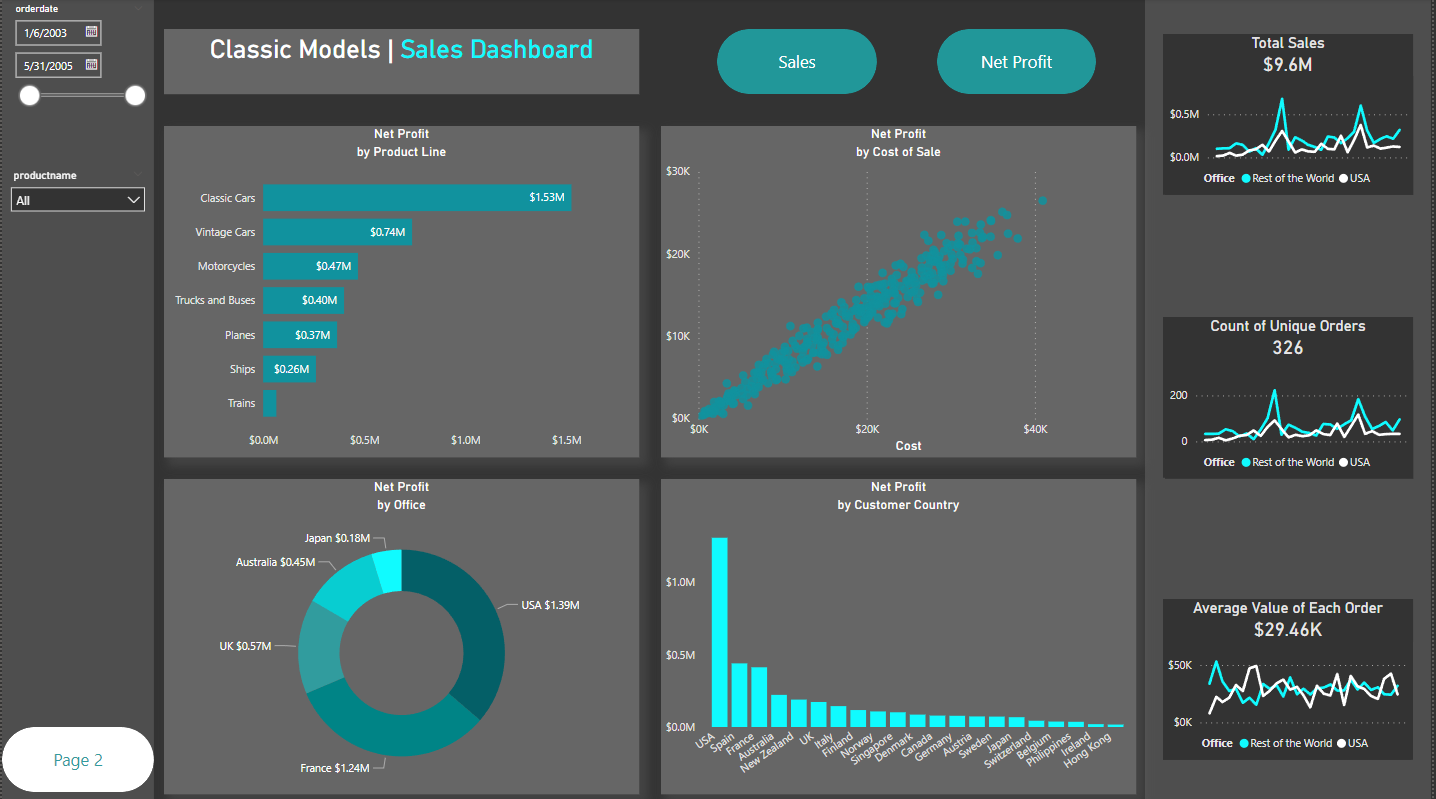 orderdate
1/6/2003
5/31/2005
productname
All
Page 2
Classic Models | Sales Dashboard
Sales
Net Profit
Net Profit
by Product Line
Classic Cars
$1.53M
Vintage Cars
$0.74M
Motorcycles
$0.47M
Trucks and Buses
$0.40M
Planes
$0.37M
Ships
$0.26M
Trains
$0.0M
$0.5M
$1.0M
$1.5M
Net Profit
by Cost of Sale
$30K
$20K
$10K
$0K
$0K
$20K
$40K
Cost
Net Profit
by Office
Japan $0.18M
Australia $0.45M
USA $1.39M
UK $0.57M
France $1.24M
Net Profit
by Customer Country
$1.0M
$0.5M
$0.0M
USA
Spain
France
Australia
New Zealand
UK
Italy
Finland
Norway
Singapore
Denmark
Canada
Germany
Austria
Sweden
Japan
Switzerland
Belgium
Philippines
Ireland
Hong Kong
Total Sales
$9.6M
$0.5M
$0.0M
Office Rest of the World USA
Count of Unique Orders
326
200
0
Office Rest of the World USA
Average Value of Each Order
$29.46K
$50K
$0K
Office Rest of the World USA